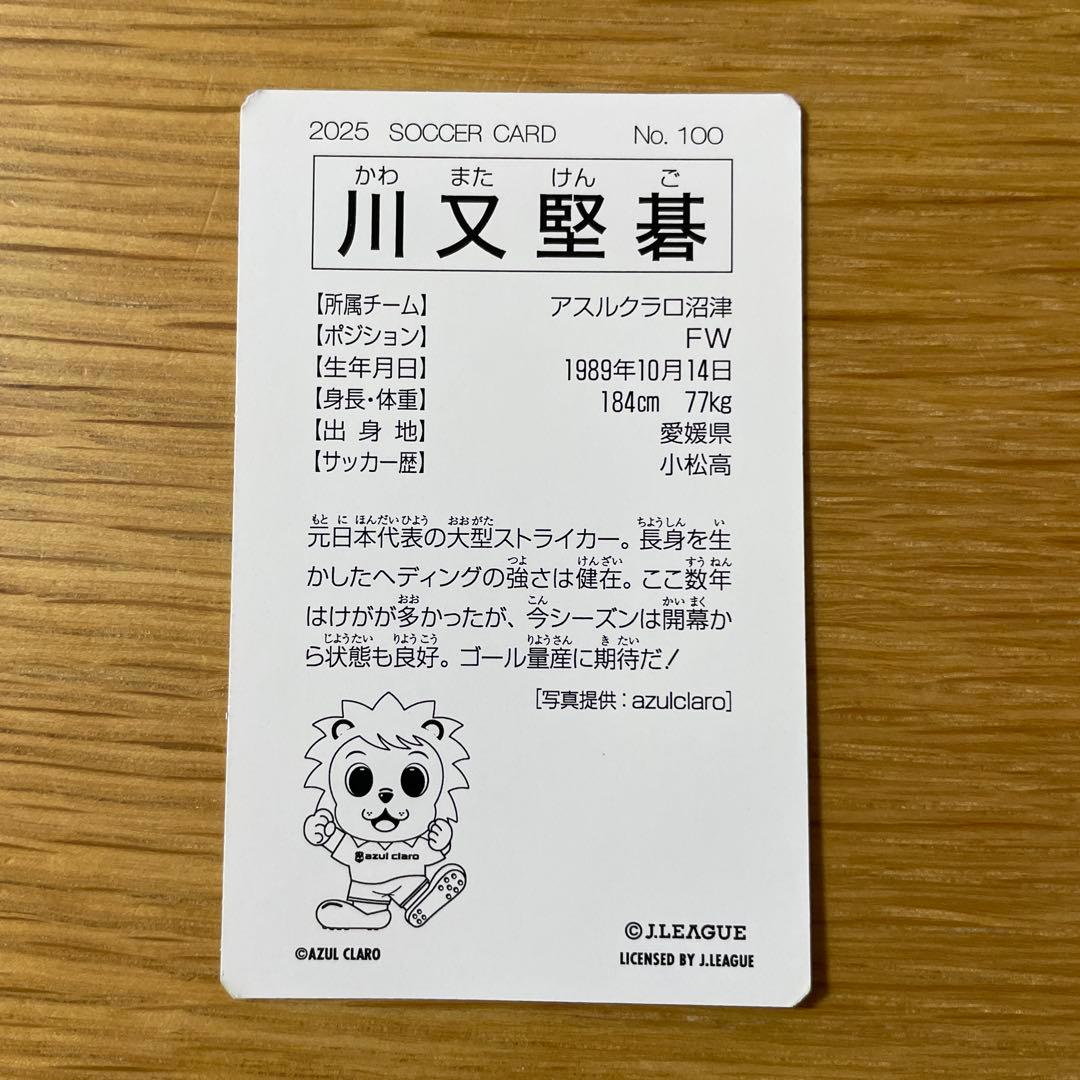 2025 SOCCER CARD No. 100
かわ また けん ご
川又堅碁
【所属チーム】 アスルクラロ沼津
【ポジション】 FW
【生年月日】 1989年10月14日
【身長・体重】 184cm 77kg
【出身地】 愛媛県
【サッカー歴】 小松高
もと に ほんだいひよう おおがた ちようしん い
元日本代表の大型ストライカー。長身を生
つよ けんざい すうねん
かしたヘディングの強さは健在。ここ数年
おお こん かいまく
はけがが多かったが、今シーズンは開幕か
じようたい りようこう りようさん きたい
ら状態も良好。ゴール量産に期待だ!
[写真提供:azulclaro]
azul claro
©AZUL CLARO
©J.LEAGUE
LICENSED BY J.LEAGUE